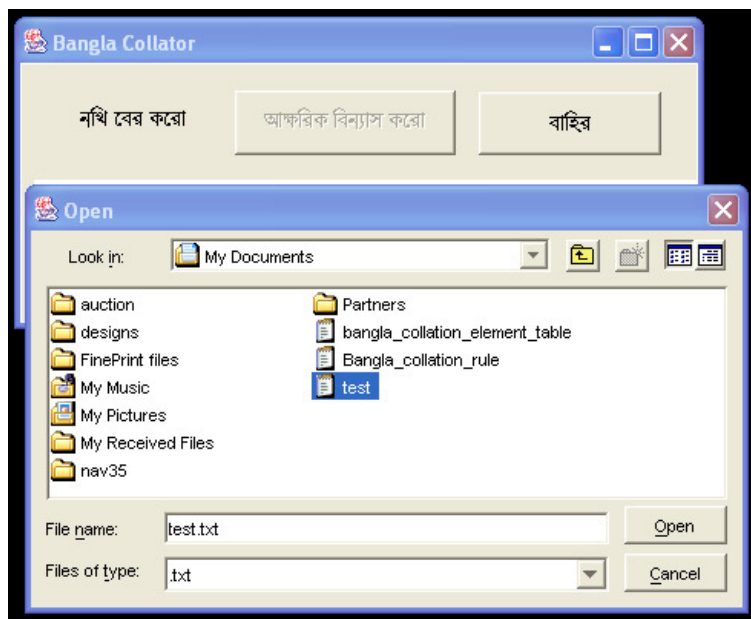 Bangla Collator
নথি বের করো আক্ষরিক বিন্যাস করো বাহির
Open
Look in: My Documents
auction Partners
designs bangla_collation_element_table
FinePrint files Bangla_collation_rule
My Music test
My Pictures
My Received Files
nav35
File name: test.txt Open
Files of type: .txt Cancel